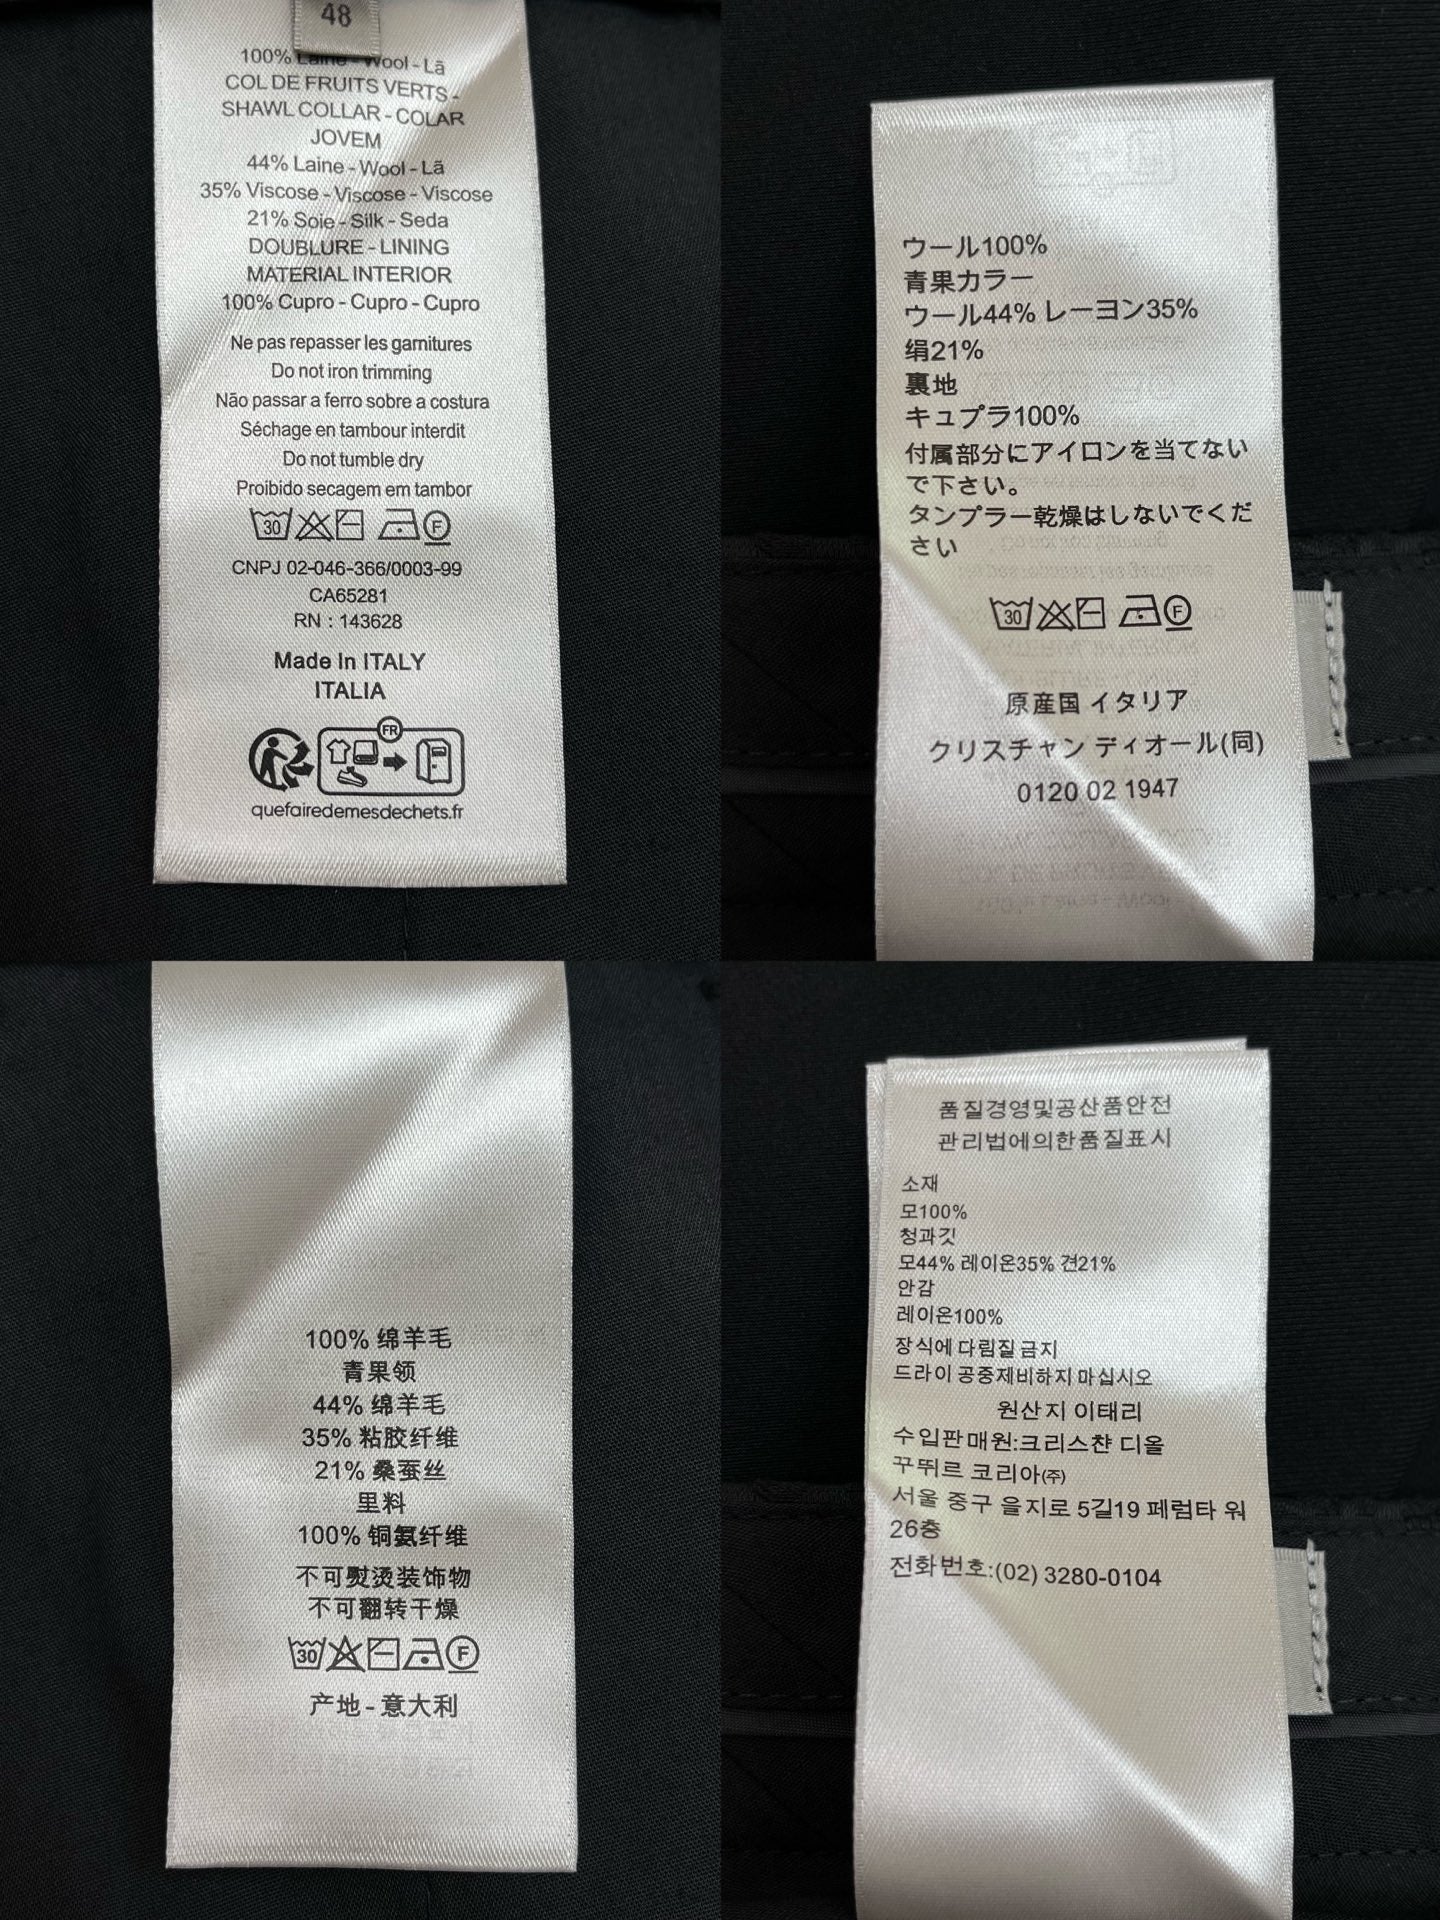 48
100% Laine - Wool - Lã
COL DE FRUITS VERTS -
SHAWL COLLAR - COLAR
JOVEM
44% Laine - Wool - Lã
35% Viscose - Viscose - Viscose
21% Soie - Silk - Seda
DOUBLURE - LINING
MATERIAL INTERIOR
100% Cupro - Cupro - Cupro
Ne pas repasser les garnitures
Do not iron trimming
Não passar a ferro sobre a costura
Séchage en tambour interdit
Do not tumble dry
Proibido secagem em tambor
30 F
CNPJ 02-046-366/0003-99
CA65281
RN : 143628
Made In ITALY
ITALIA
FR
quefairedemesdechets.fr
ウール100%
青果カラー
ウール44% レーヨン35%
绢21%
裏地
キュプラ100%
付属部分にアイロンを当てない
で下さい。
タンプラー乾燥はしないでくだ
さい
30 F
原産国 イタリア
クリスチャン ディオール(同)
0120 02 1947
100% 绵羊毛
青果领
44% 绵羊毛
35% 粘胶纤维
21% 桑蚕丝
里料
100% 铜氨纤维
不可熨烫装饰物
不可翻转干燥
30 F
产地 - 意大利
품질경영및공산품안전
관리법에의한품질표시
소재
모100%
청과깃
모44% 레이온35% 견21%
안감
레이온100%
장식에 다림질 금지
드라이 공중제비하지 마십시오
원산지 이태리
수입판매원:크리스챤 디올
꾸뛰르 코리아㈜
서울 중구 을지로 5길19 페럼타 워
26층
전화번호:(02) 3280-0104